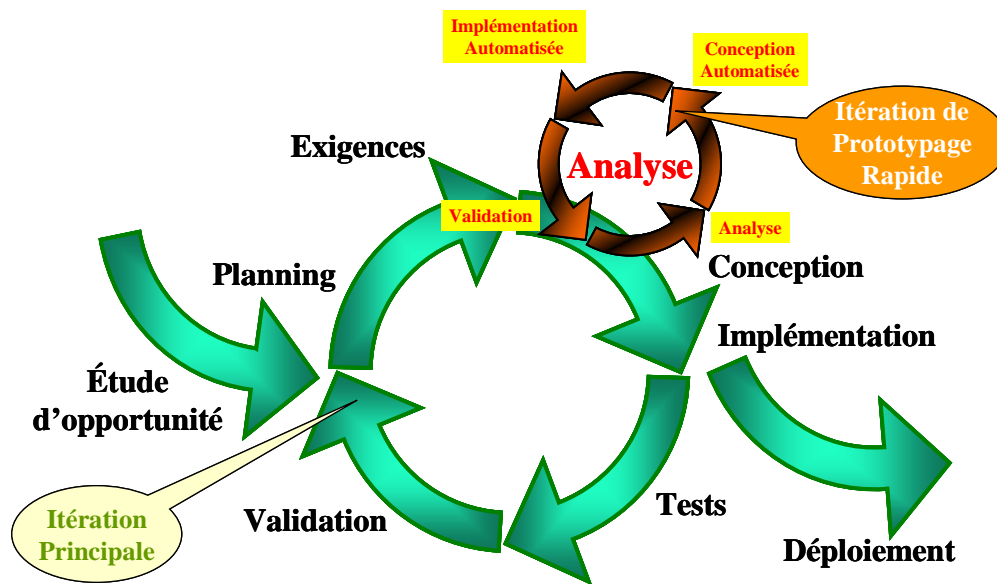 Implémentation
Automatisée
Conception
Automatisée
Itération de
Prototypage
Rapide
Exigences
Analyse
Validation
Analyse
Planning
Conception
Implémentation
Étude
d’opportunité
Itération
Principale
Validation
Tests
Déploiement